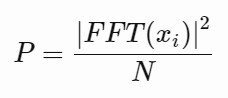 P = |FFT(x_i)|^2 / N